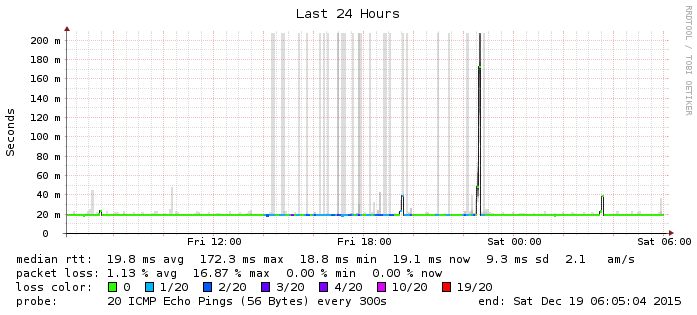 Last 24 Hours
RRDTOOL / TOBI OETIKER
Seconds
200 m
180 m
160 m
140 m
120 m
100 m
80 m
60 m
40 m
20 m
0
Fri 12:00 Fri 18:00 Sat 00:00 Sat 06:00
median rtt: 19.8 ms avg 172.3 ms max 18.8 ms min 19.1 ms now 9.3 ms sd 2.1 am/s
packet loss: 1.13 % avg 16.87 % max 0.00 % min 0.00 % now
loss color: 0 1/20 2/20 3/20 4/20 10/20 19/20
probe: 20 ICMP Echo Pings (56 Bytes) every 300s end: Sat Dec 19 06:05:04 2015